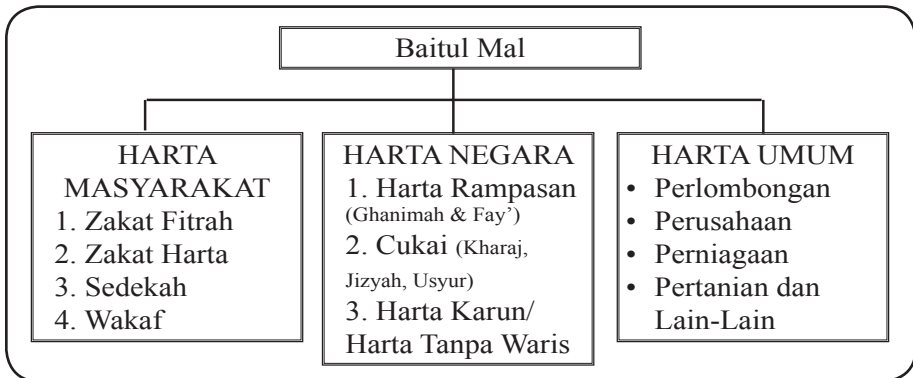 Baitul Mal
HARTA
MASYARAKAT
1. Zakat Fitrah
2. Zakat Harta
3. Sedekah
4. Wakaf
HARTA NEGARA
1. Harta Rampasan
(Ghanimah & Fay’)
2. Cukai (Kharaj,
Jizyah, Usyur)
3. Harta Karun/
Harta Tanpa Waris
HARTA UMUM
• Perlombongan
• Perusahaan
• Perniagaan
• Pertanian dan
Lain-Lain